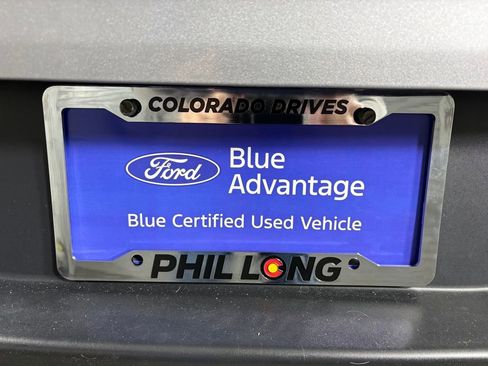 COLORADO DRIVES
Ford
Blue
Advantage
Blue Certified Used Vehicle
PHIL LONG